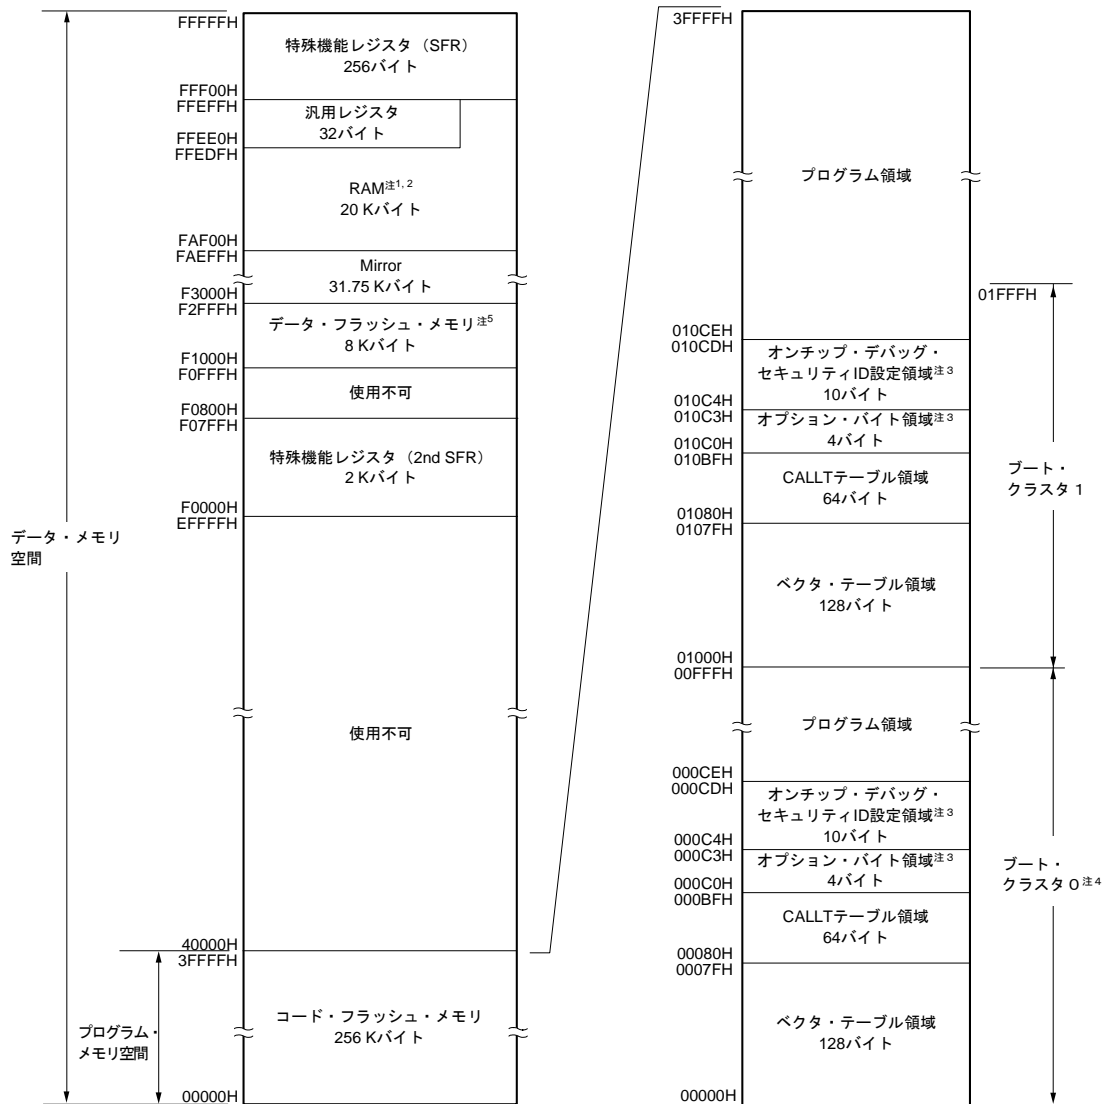 FFFFFH
特殊機能レジスタ（SFR）
256バイト
FFF00H
FFEFFH
汎用レジスタ
32バイト
FFEE0H
FFEDFH
RAM注1, 2
20 Kバイト
FAF00H
FAEFFH
Mirror
31.75 Kバイト
F3000H
F2FFFH
データ・フラッシュ・メモリ注5
8 Kバイト
F1000H
F0FFFH
使用不可
F0800H
F07FFH
特殊機能レジスタ（2nd SFR）
2 Kバイト
F0000H
EFFFFH
データ・メモリ
空間
使用不可
40000H
3FFFFH
コード・フラッシュ・メモリ
256 Kバイト
プログラム・
メモリ空間
00000H
3FFFFH
プログラム領域
01FFFH
010CEH
010CDH
オンチップ・デバッグ・
セキュリティID設定領域注3
10バイト
010C4H
010C3H
オプション・バイト領域注3
4バイト
010C0H
010BFH
CALLTテーブル領域
64バイト
ブート・
クラスタ1
01080H
0107FH
ベクタ・テーブル領域
128バイト
01000H
00FFFH
プログラム領域
000CEH
000CDH
オンチップ・デバッグ・
セキュリティID設定領域注3
10バイト
000C4H
000C3H
オプション・バイト領域注3
4バイト
000C0H
000BFH
ブート・
クラスタ0注4
CALLTテーブル領域
64バイト
00080H
0007FH
ベクタ・テーブル領域
128バイト
00000H